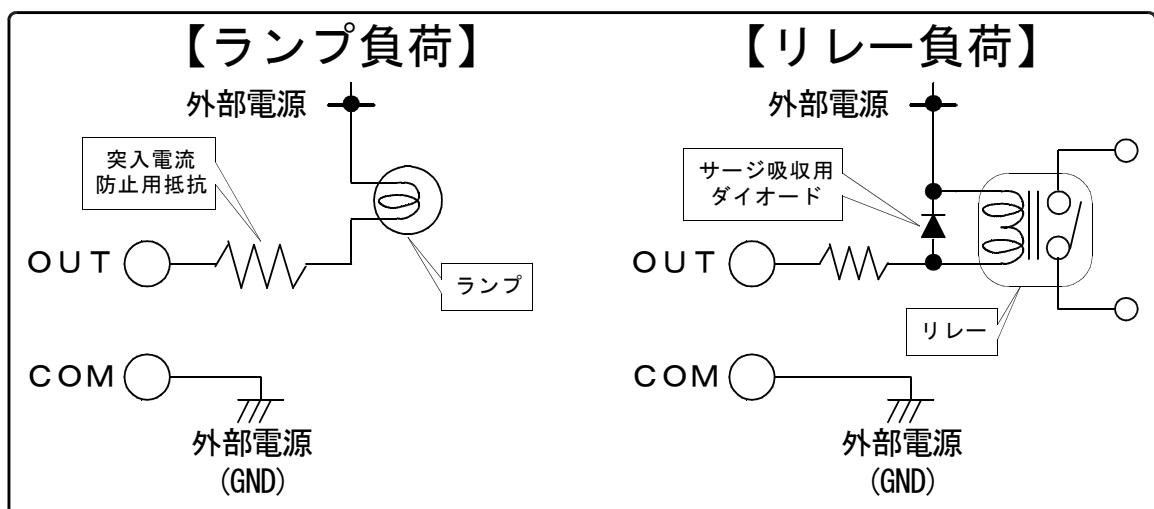 【ランプ負荷】
外部電源
突入電流
防止用抵抗
OUT
ランプ
COM
外部電源
(GND)
【リレー負荷】
外部電源
サージ吸収用
ダイオード
OUT
リレー
COM
外部電源
(GND)